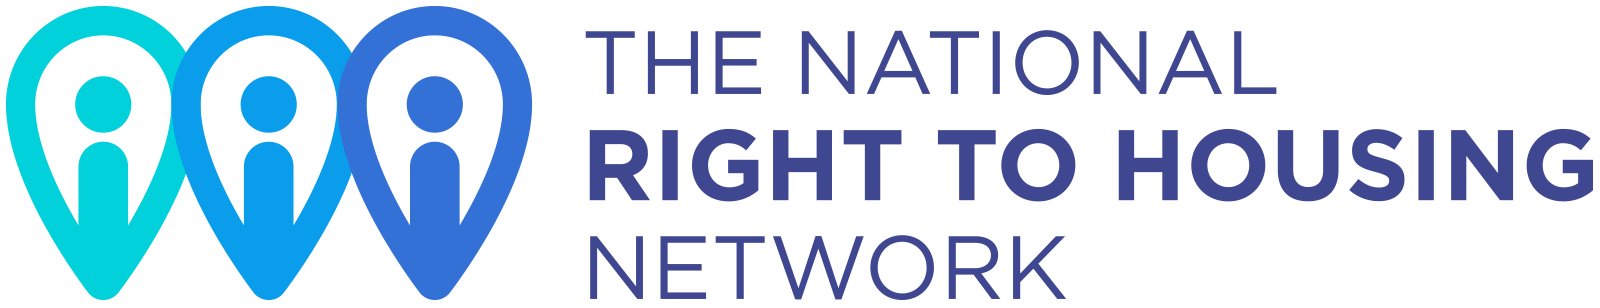 THE NATIONAL
RIGHT TO HOUSING
NETWORK